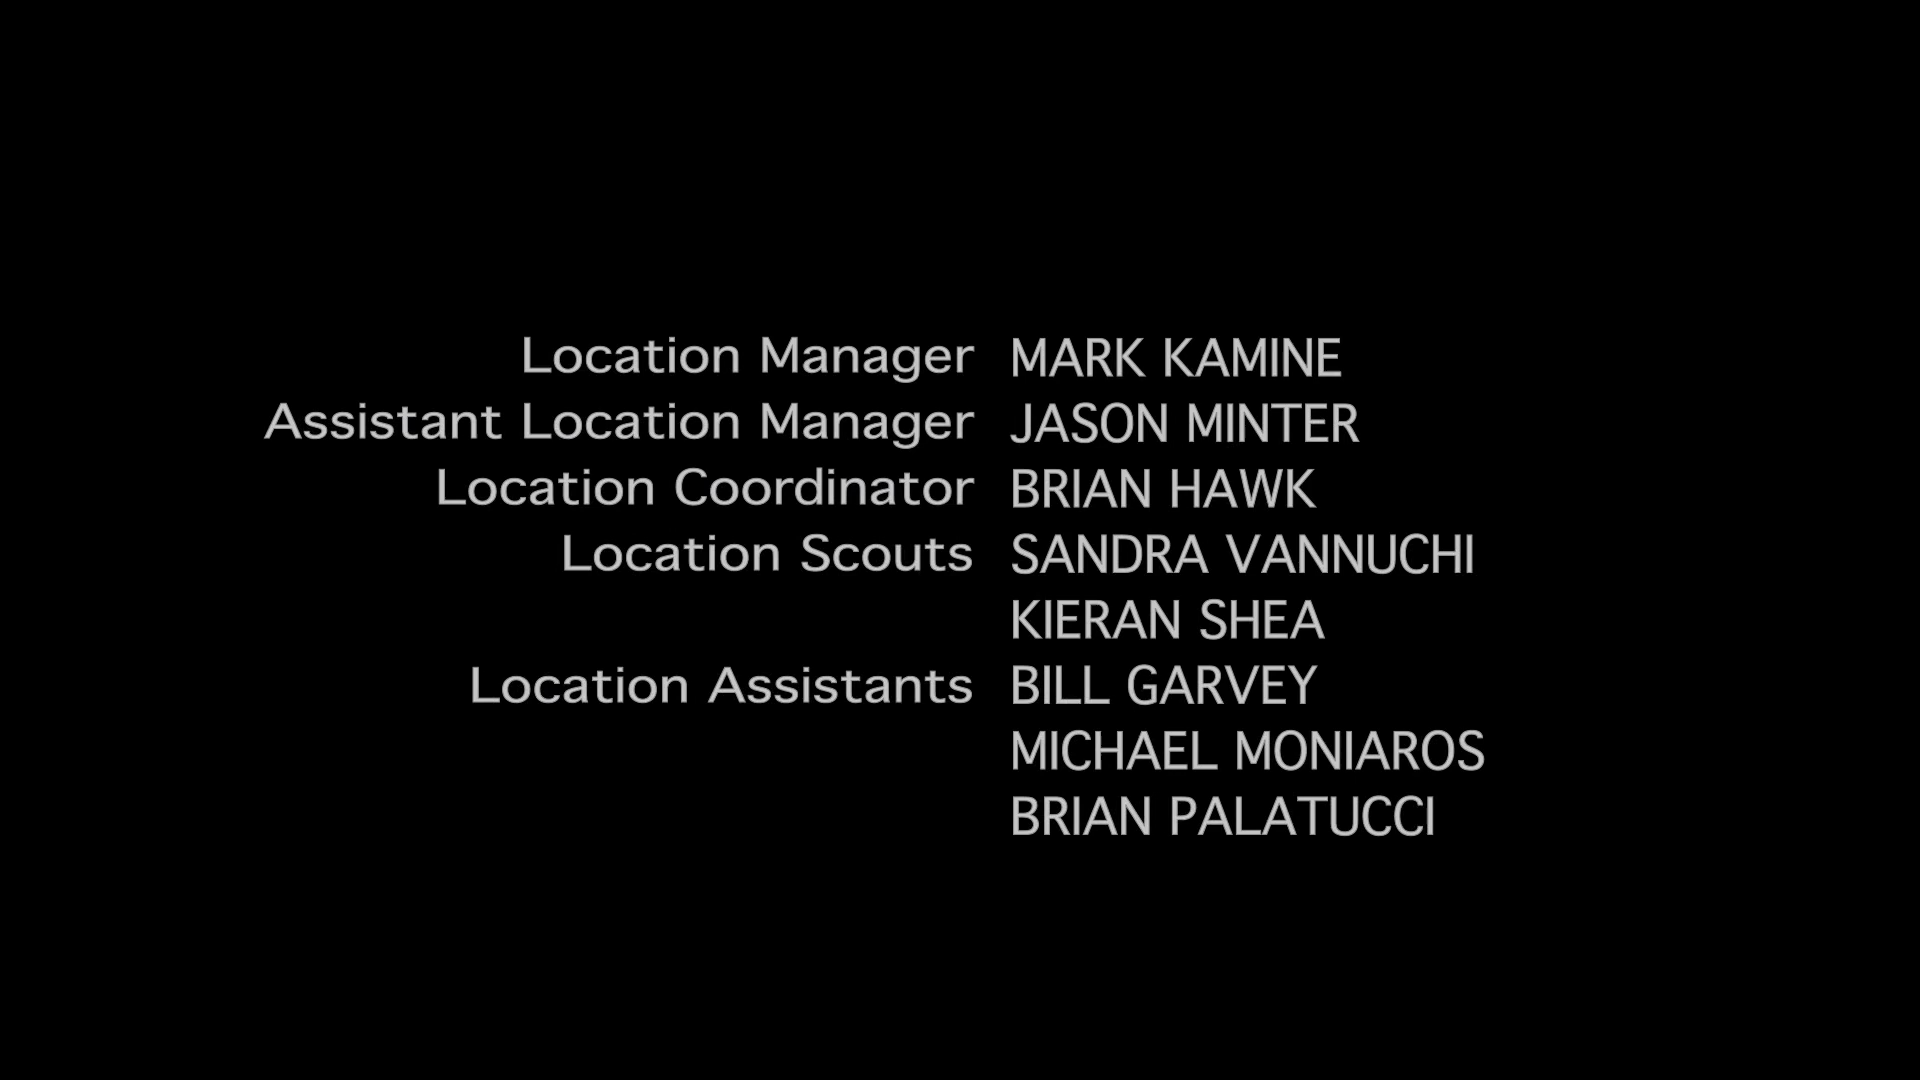 Location Manager MARK KAMINE
Assistant Location Manager JASON MINTER
Location Coordinator BRIAN HAWK
Location Scouts SANDRA VANNUCHI
KIERAN SHEA
Location Assistants BILL GARVEY
MICHAEL MONIAROS
BRIAN PALATUCCI